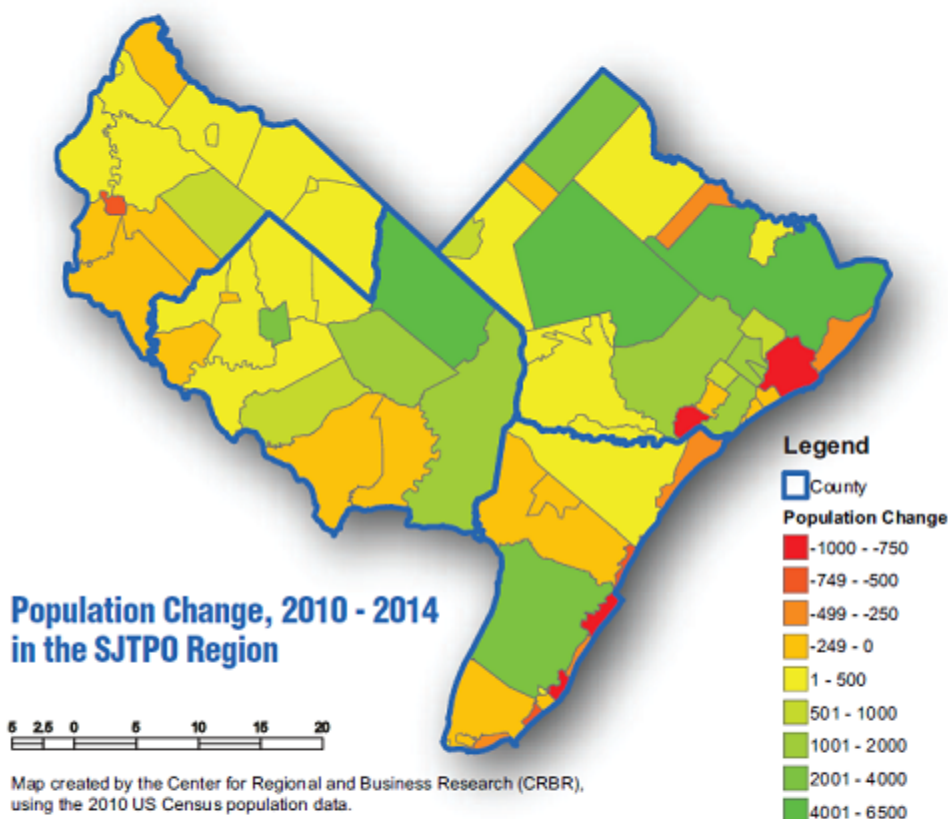 Legend
County
Population Change
-1000 - -750
-749 - -500
-499 - -250
-249 - 0
1 - 500
501 - 1000
1001 - 2000
2001 - 4000
4001 - 6500
Population Change, 2010 - 2014
in the SJTPO Region
5 2.5 0 5 10 15 20
Map created by the Center for Regional and Business Research (CRBR),
using the 2010 US Census population data.